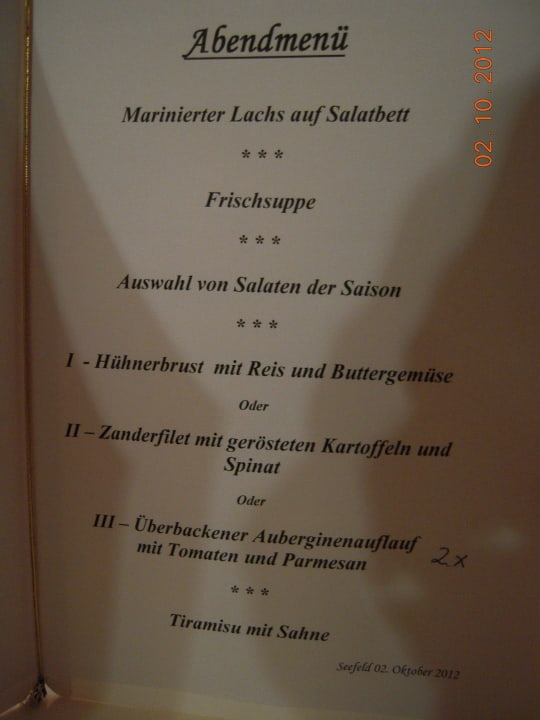 Abendmenü
02.10.2012
Marinierter Lachs auf Salatbett
* * *
Frischsuppe
* * *
Auswahl von Salaten der Saison
* * *
I - Hühnerbrust mit Reis und Buttergemüse
Oder
II – Zanderfilet mit gerösteten Kartoffeln und
Spinat
Oder
III – Überbackener Auberginenauflauf
mit Tomaten und Parmesan
2x
* * *
Tiramisu mit Sahne
Seefeld 02. Oktober 2012